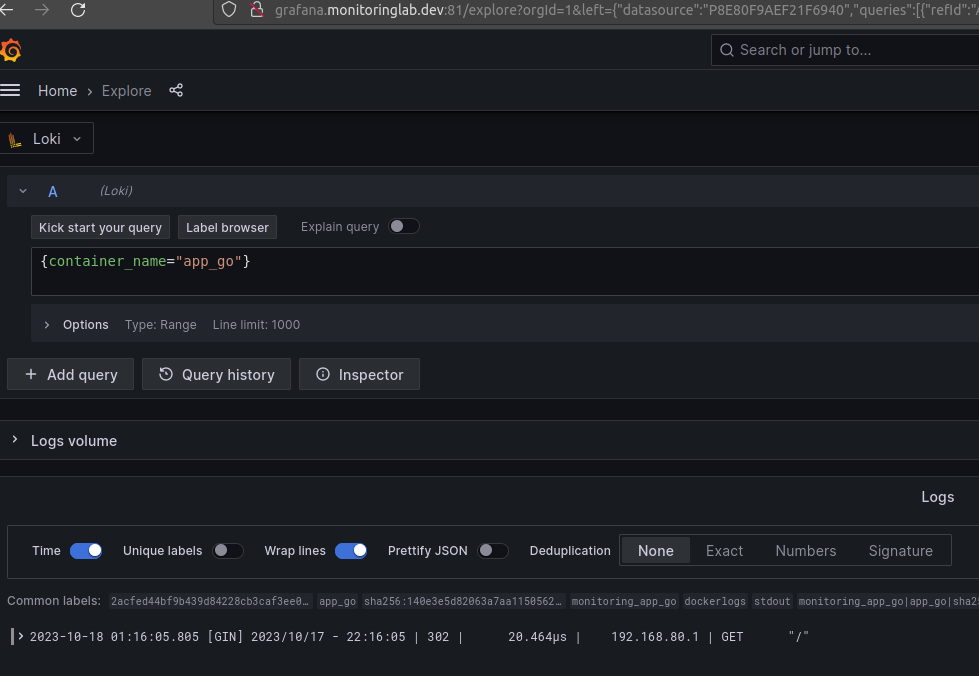 grafana.monitoringlab.dev:81/explore?orgId=1&left={"datasource":"P8E80F9AEF21F6940","queries":[{"refId":"
Search or jump to...
Home › Explore
Loki
A (Loki)
Kick start your query Label browser Explain query
{container_name="app_go"}
Options Type: Range Line limit: 1000
+ Add query Query history Inspector
Logs volume
Logs
Time Unique labels Wrap lines Prettify JSON Deduplication None Exact Numbers Signature
Common labels: 2acfed44bf9b439d84228cb3caf3ee0… app_go sha256:140e3e5d82063a7aa1150562… monitoring_app_go dockerlogs stdout monitoring_app_go|app_go|sha25
2023-10-18 01:16:05.805 [GIN] 2023/10/17 - 22:16:05 | 302 | 20.464µs | 192.168.80.1 | GET "/"